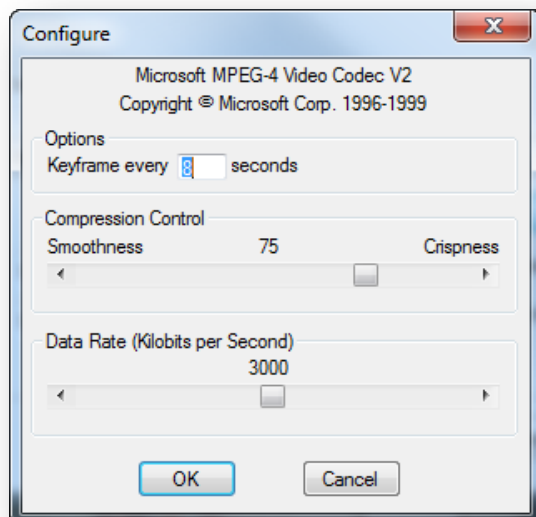 Configure
Microsoft MPEG-4 Video Codec V2
Copyright © Microsoft Corp. 1996-1999
Options
Keyframe every 8 seconds
Compression Control
Smoothness 75 Crispness
Data Rate (Kilobits per Second)
3000
OK Cancel